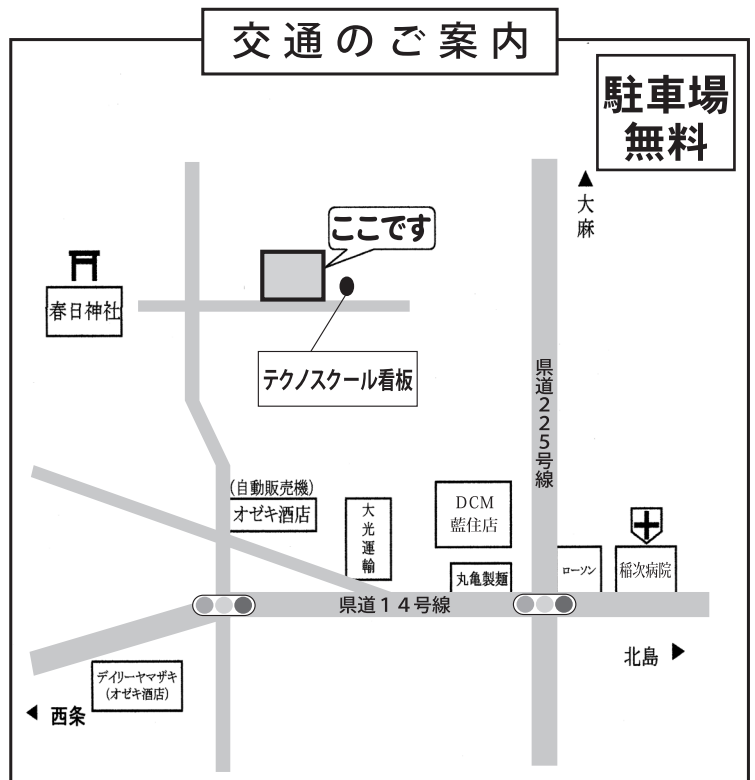 交通のご案内
駐車場
無料
大麻
ここです
春日神社
テクノスクール看板
県道225号線
(自動販売機)
オゼキ酒店
大光運輸
DCM
藍住店
丸亀製麺
ローソン
稲次病院
県道14号線
北島
デイリーヤマザキ
(オゼキ酒店)
西条